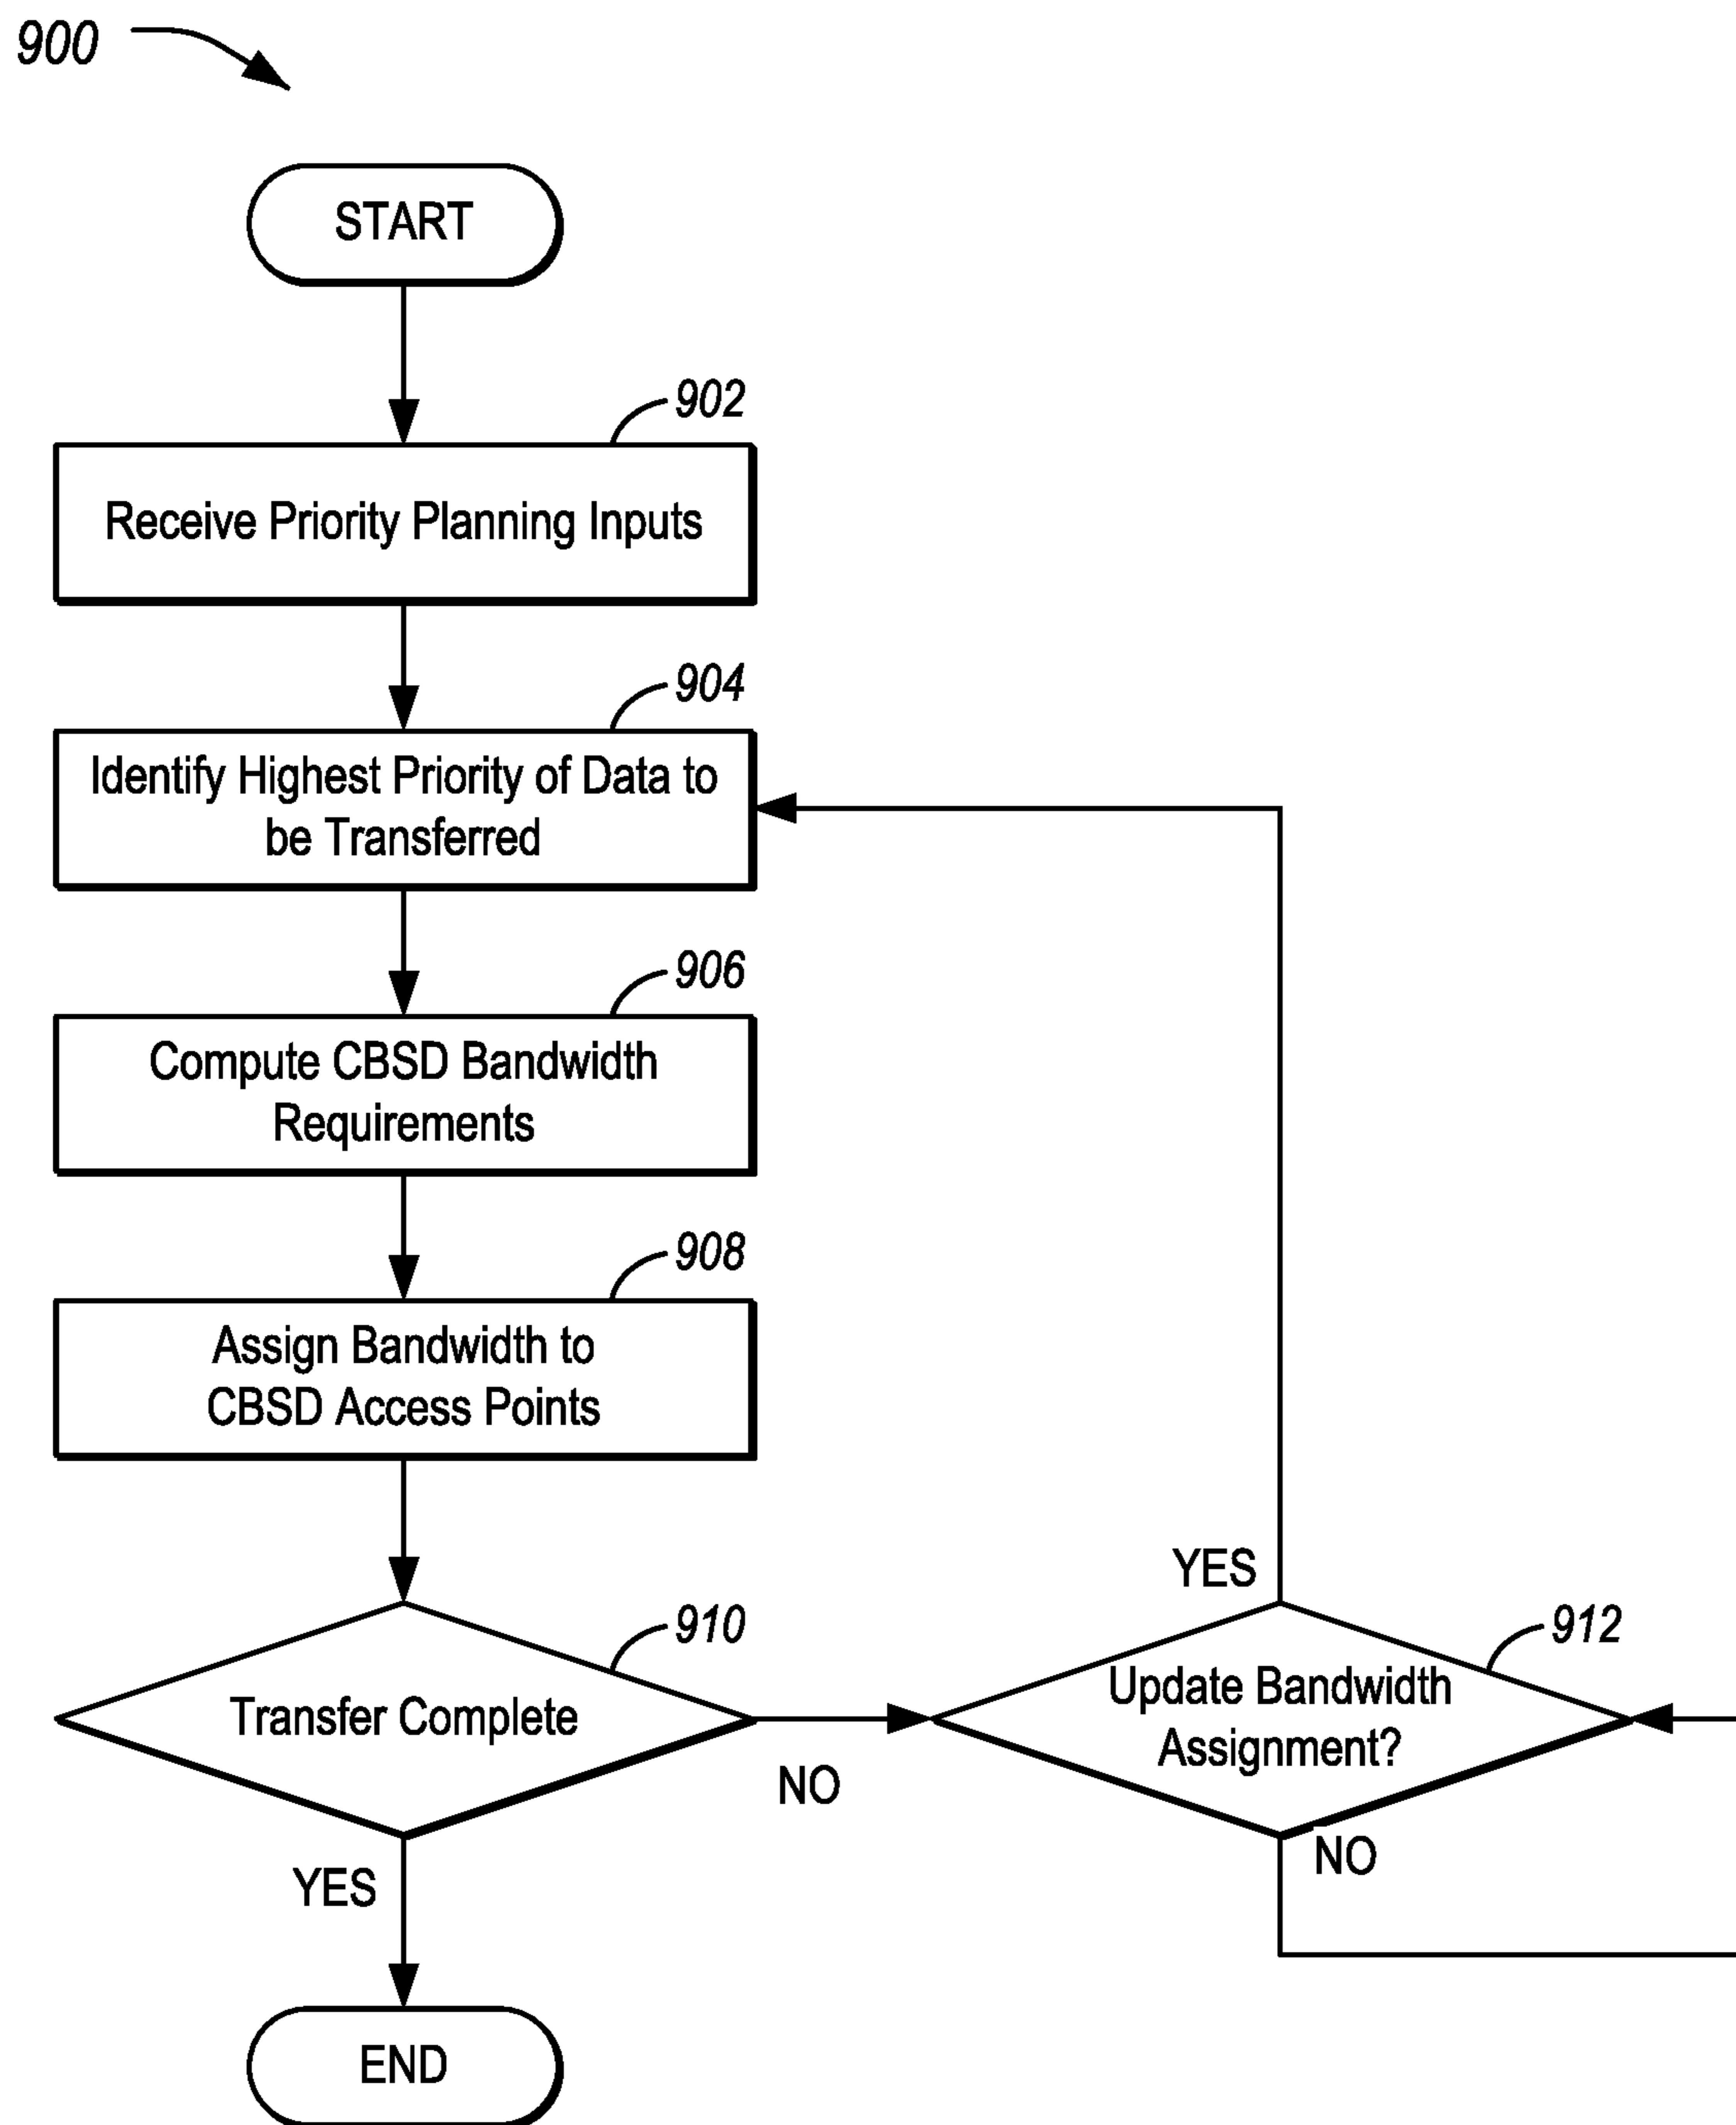 900
START
902
Receive Priority Planning Inputs
904
Identify Highest Priority of Data to
be Transferred
906
Compute CBSD Bandwidth
Requirements
908
Assign Bandwidth to
CBSD Access Points
910
Transfer Complete
NO
YES
END
YES
912
Update Bandwidth
Assignment?
NO